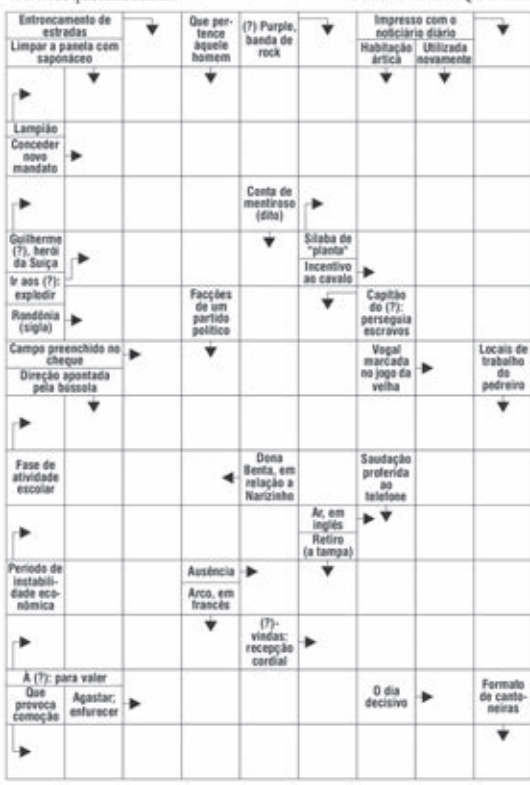 Entroncamento de
estradas
Limpar a panela com
saponáceo
Que per-
tence
àquele
homem
(?) Purple,
banda de
rock
Impresso com o
noticiário diário
Habitação
ártica
Utilizada
novamente
Lampião
Conceder
novo
mandato
Conta de
mentiroso
(dito)
Guilherme
(?), herói
da Suíça
Ir aos (?):
explodir
Sílaba de
"planta"
Incentivo
ao cavalo
Rondônia
(sigla)
Facções
de um
partido
político
Capitão
do (?):
perseguia
escravos
Campo preenchido no
cheque
Direção apontada
pela bússola
Vogal
marcada
no jogo da
velha
Locais de
trabalho
do
pedreiro
Fase de
atividade
escolar
Dona
Benta, em
relação a
Narizinho
Saudação
proferida
ao
telefone
Ar, em
inglês
Retiro
(a tampa)
Período de
instabili-
dade eco-
nômica
Ausência
Arco, em
francês
(?)-
vindas:
recepção
cordial
À (?): para valer
Que
provoca
comoção
Agastar;
enfurecer
O dia
decisivo
Formato
de canto-
neiras